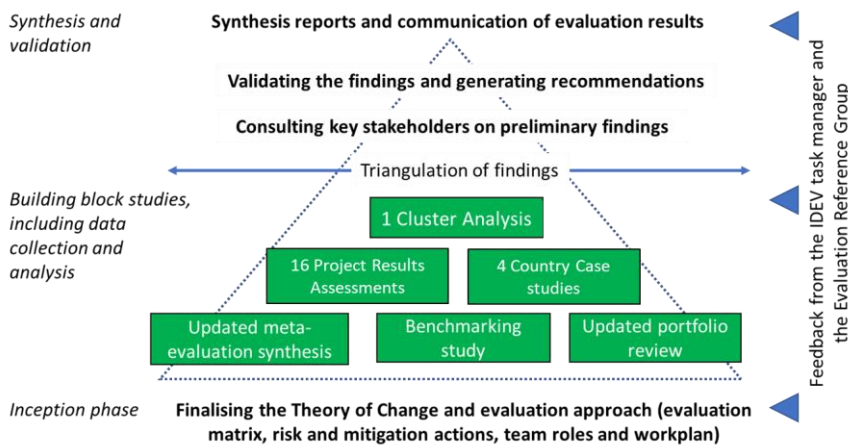 Synthesis and
validation
Synthesis reports and communication of evaluation results
Validating the findings and generating recommendations
Consulting key stakeholders on preliminary findings
Triangulation of findings
Building block studies,
including data
collection and
analysis
1 Cluster Analysis
16 Project Results
Assessments
4 Country Case
studies
Updated meta-
evaluation synthesis
Benchmarking
study
Updated portfolio
review
Inception phase
Finalising the Theory of Change and evaluation approach (evaluation
matrix, risk and mitigation actions, team roles and workplan)
Feedback from the IDEV task manager and
the Evaluation Reference Group